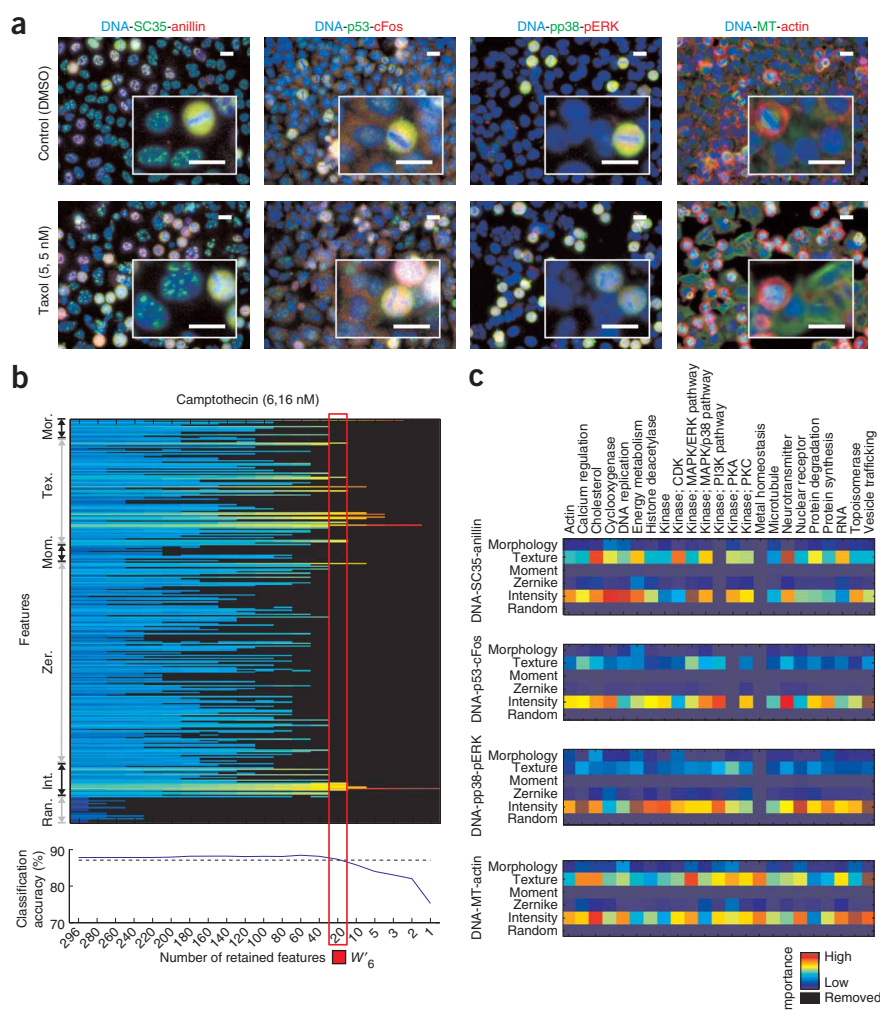 a
DNA-SC35-anillin
DNA-p53-cFos
DNA-pp38-pERK
DNA-MT-actin
Control (DMSO)
Taxol (5, 5 nM)
b
Camptothecin (6,16 nM)
Features
Mor.
Tex.
Mom.
Zer.
Int.
Ran.
Classification
accuracy (%)
90
80
70
296
280
260
240
220
200
180
160
140
120
100
80
60
40
20
10
5
3
2
1
Number of retained features
W′6
c
Actin
Calcium regulation
Cholesterol
Cyclooxygenase
DNA replication
Energy metabolism
Histone deacetylase
Kinase
Kinase; CDK
Kinase; MAPK/ERK pathway
Kinase; MAPK/p38 pathway
Kinase; PI3K pathway
Kinase; PKA
Kinase; PKC
Metal homeostasis
Microtubule
Neurotransmitter
Nuclear receptor
Protein degradation
Protein synthesis
RNA
Topoisomerase
Vesicle trafficking
DNA-SC35-anillin
Morphology
Texture
Moment
Zernike
Intensity
Random
DNA-p53-cFos
Morphology
Texture
Moment
Zernike
Intensity
Random
DNA-pp38-pERK
Morphology
Texture
Moment
Zernike
Intensity
Random
DNA-MT-actin
Morphology
Texture
Moment
Zernike
Intensity
Random
mportance
High
Low
Removed